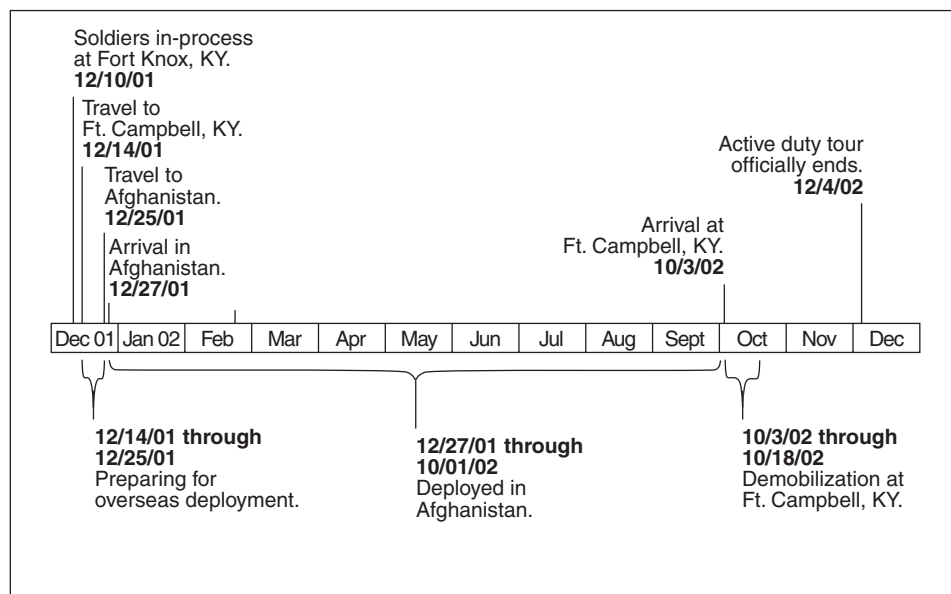 Soldiers in-process
at Fort Knox, KY.
12/10/01
Travel to
Ft. Campbell, KY.
12/14/01
Travel to
Afghanistan.
12/25/01
Arrival in
Afghanistan.
12/27/01
Arrival at
Ft. Campbell, KY.
10/3/02
Active duty tour
officially ends.
12/4/02
Dec 01 Jan 02 Feb Mar Apr May Jun Jul Aug Sept Oct Nov Dec
12/14/01 through
12/25/01
Preparing for
overseas deployment.
12/27/01 through
10/01/02
Deployed in
Afghanistan.
10/3/02 through
10/18/02
Demobilization at
Ft. Campbell, KY.